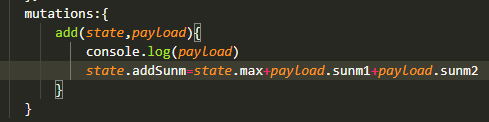 mutations:{
add(state,payload){
console.log(payload)
state.addSunm=state.max+payload.sunm1+payload.sunm2
}
}